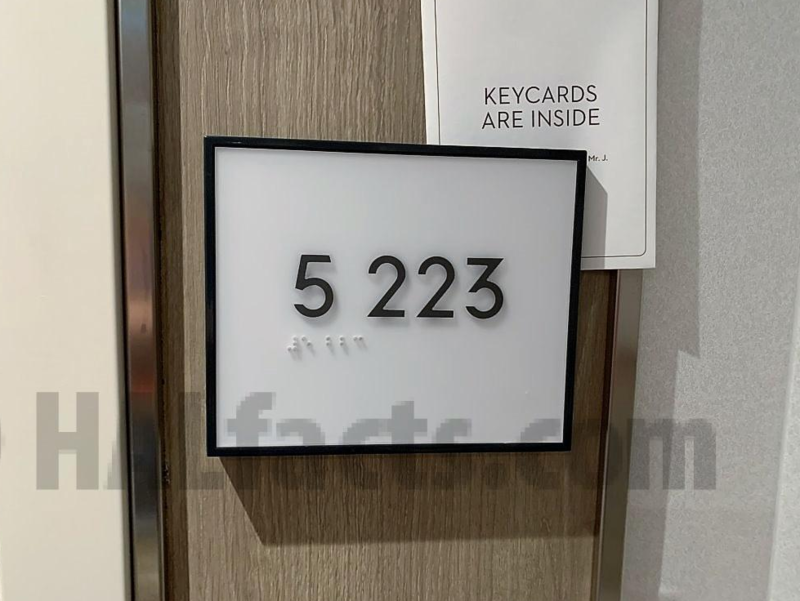 KEYCARDS
ARE INSIDE
Mr. J.
5 223
HALfacts.com